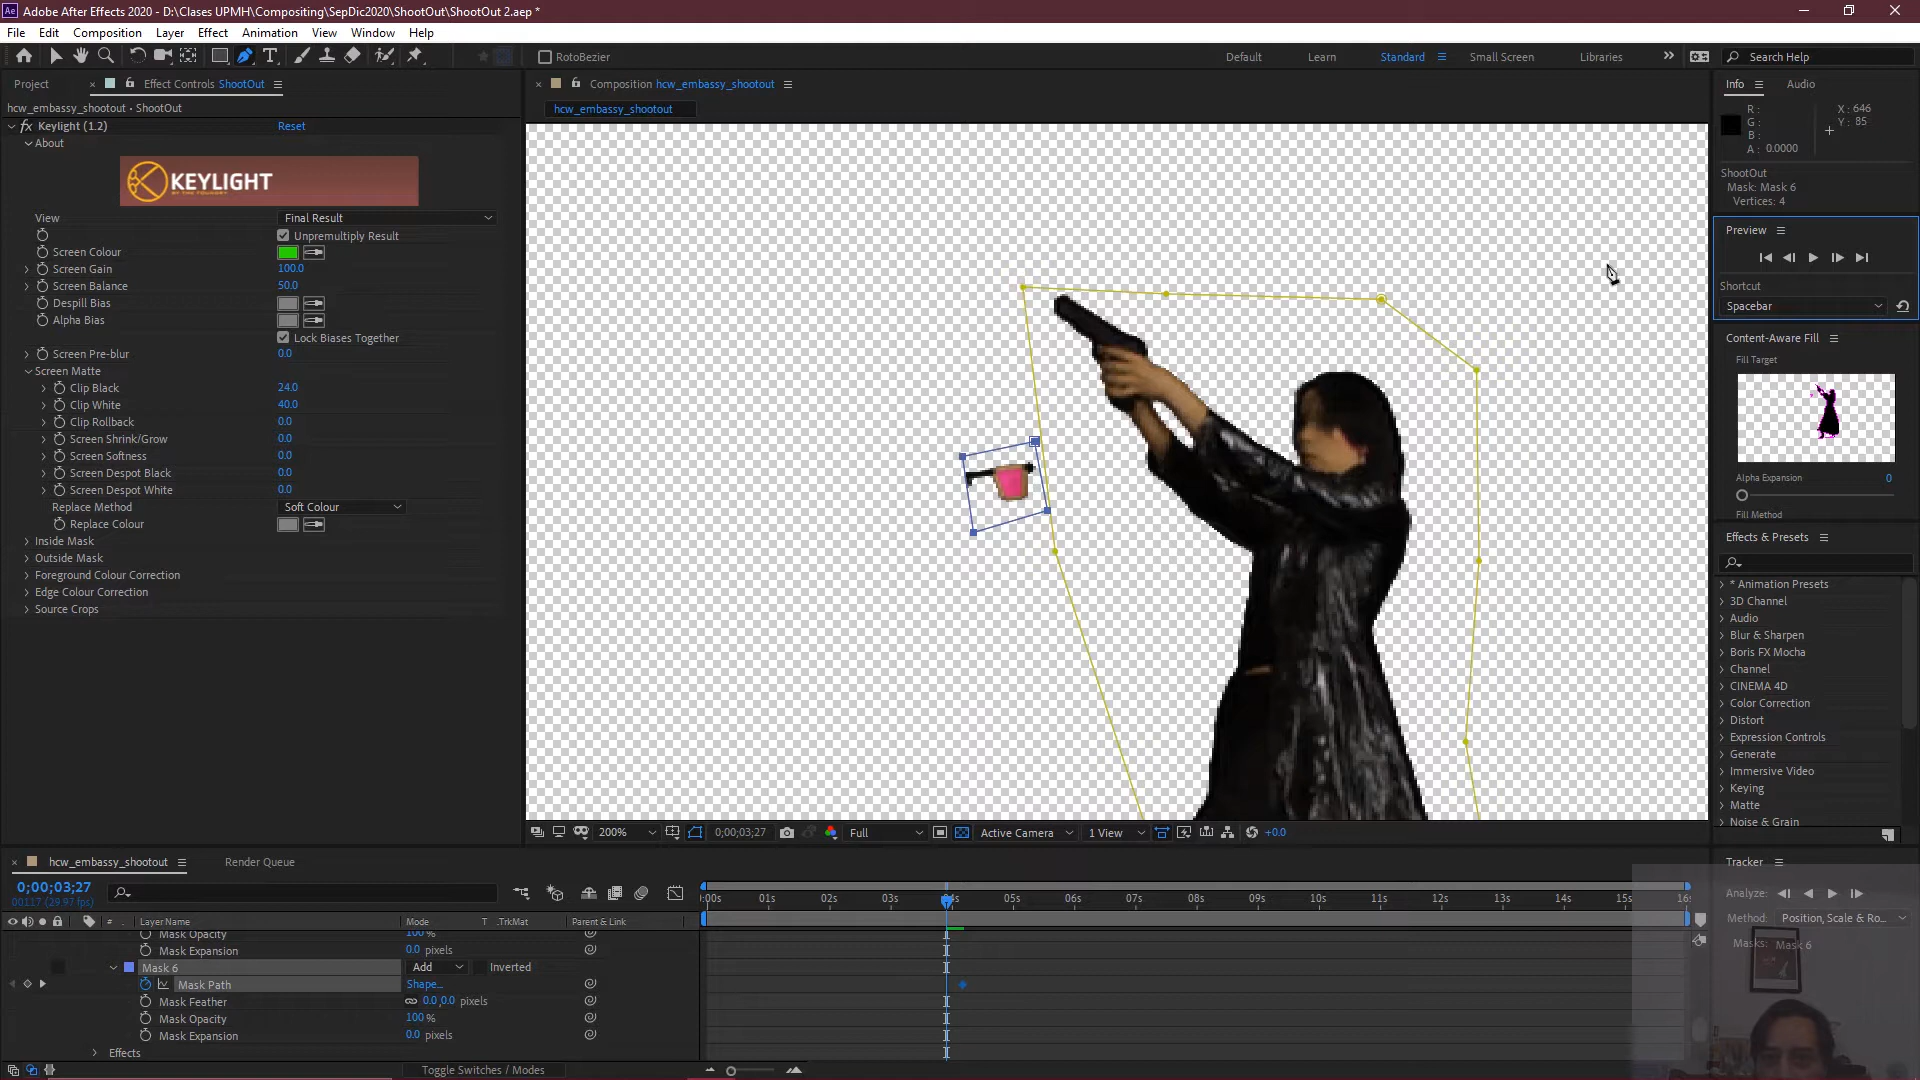 Ae Adobe After Effects 2020 - D:\Clases UPMH\Compositing\SepDic2020\ShootOut\ShootOut 2.aep *
File Edit Composition Layer Effect Animation View Window Help
RotoBezier Default Learn Standard Small Screen Libraries Search Help
Project Effect Controls ShootOut
hcw_embassy_shootout • ShootOut
fx Keylight (1.2) Reset
About
KEYLIGHT
BY THE FOUNDRY
View Final Result
Unpremultiply Result
Screen Colour
Screen Gain 100.0
Screen Balance 50.0
Despill Bias
Alpha Bias
Lock Biases Together
Screen Pre-blur 0.0
Screen Matte
Clip Black 24.0
Clip White 40.0
Clip Rollback 0.0
Screen Shrink/Grow 0.0
Screen Softness 0.0
Screen Despot Black 0.0
Screen Despot White 0.0
Replace Method Soft Colour
Replace Colour
Inside Mask
Outside Mask
Foreground Colour Correction
Edge Colour Correction
Source Crops
Composition hcw_embassy_shootout
hcw_embassy_shootout
200% 0;00;03;27 Full Active Camera 1 View +0.0
Info Audio
R : X : 646
G : Y : 85
B :
A : 0.0000
ShootOut
Mask: Mask 6
Vertices: 4
Preview
Shortcut
Spacebar
Content-Aware Fill
Fill Target
Alpha Expansion 0
Fill Method
Effects & Presets
* Animation Presets
3D Channel
Audio
Blur & Sharpen
Boris FX Mocha
Channel
CINEMA 4D
Color Correction
Distort
Expression Controls
Generate
Immersive Video
Keying
Matte
Noise & Grain
Tracker
Analyze:
Method: Position, Scale & Ro...
Masks: Mask 6
hcw_embassy_shootout Render Queue
0;00;03;27
00117 (29.97 fps)
:00s 01s 02s 03s 05s 06s 07s 08s 09s 10s 11s 12s 13s 14s 15s 16s
# Layer Name Mode T .TrkMat Parent & Link
Mask Opacity 100 %
Mask Expansion 0.0 pixels
Mask 6 Add Inverted
Mask Path Shape...
Mask Feather 0.0,0.0 pixels
Mask Opacity 100 %
Mask Expansion 0.0 pixels
Effects
Toggle Switches / Modes